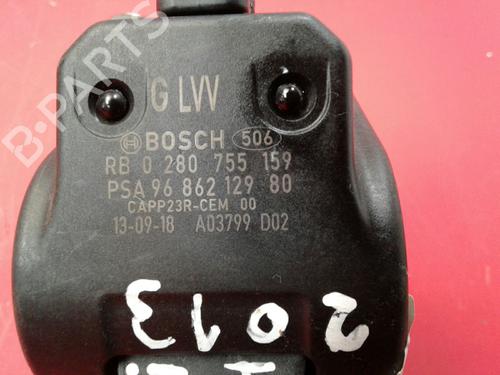 B-PARTS
G LW
BOSCH 506
RB 0 280 755 159
PSA 96 862 129 80
CAPP23R-CEM 00
13-09-18 A03799 D02
2013